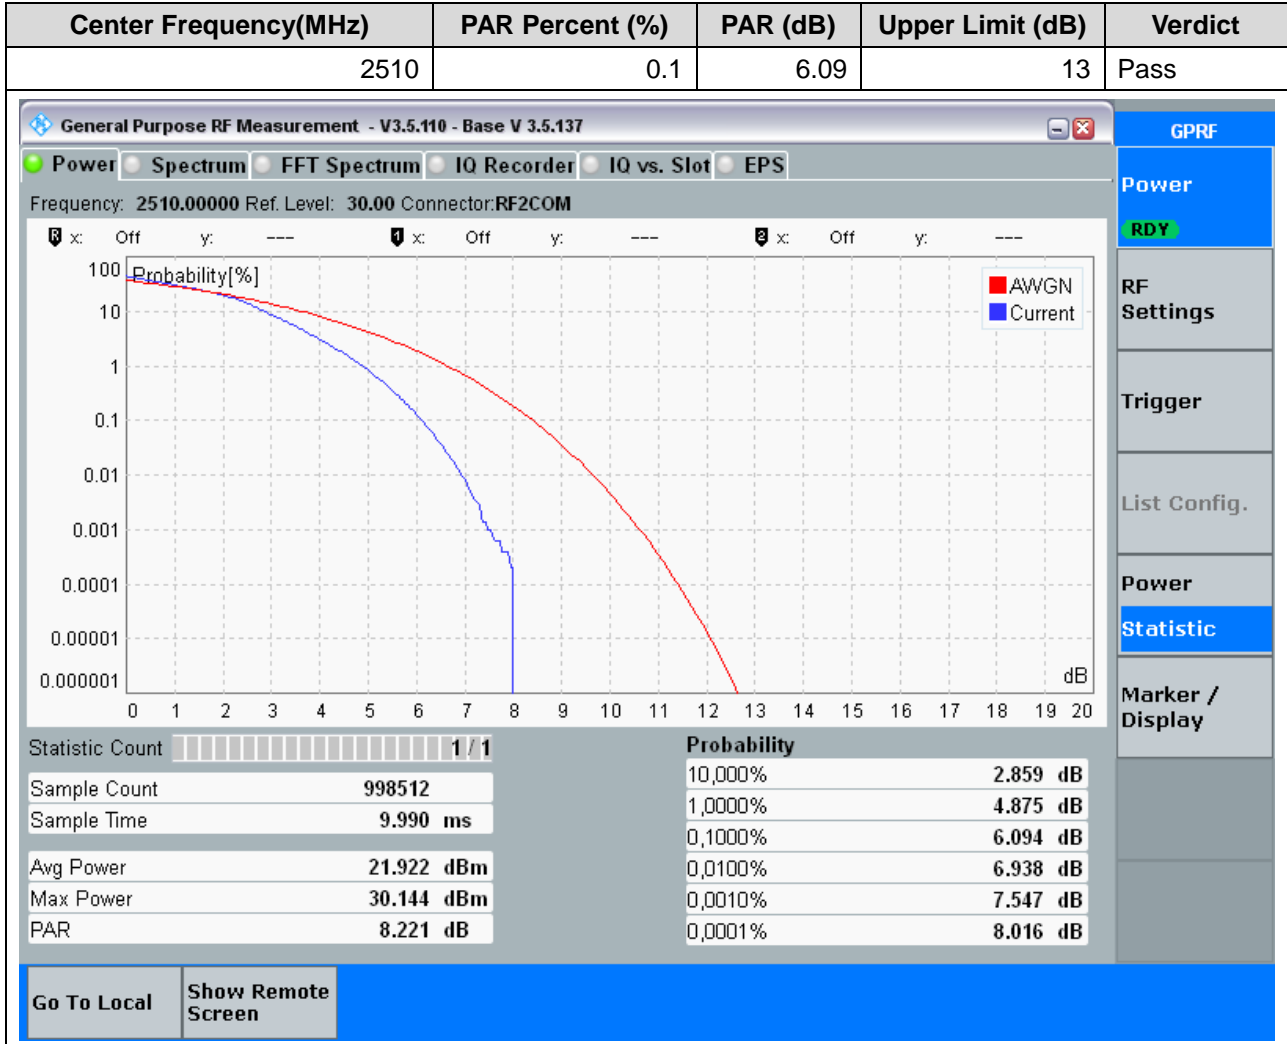 Center Frequency(MHz) PAR Percent (%) PAR (dB) Upper Limit (dB) Verdict
2510 0.1 6.09 13 Pass
General Purpose RF Measurement - V3.5.110 - Base V 3.5.137
GPRF
Power Spectrum FFT Spectrum IQ Recorder IQ vs. Slot EPS
Power
RDY
Frequency: 2510.00000 Ref. Level: 30.00 Connector:RF2COM
R x: Off y: --- 1 x: Off y: --- 2 x: Off y: ---
Probability[%]
AWGN
Current
100
10
1
0.1
0.01
0.001
0.0001
0.00001
0.000001
dB
0 1 2 3 4 5 6 7 8 9 10 11 12 13 14 15 16 17 18 19 20
RF
Settings
Trigger
List Config.
Power
Statistic
Marker /
Display
Statistic Count 1 / 1
Sample Count 998512
Sample Time 9.990 ms
Avg Power 21.922 dBm
Max Power 30.144 dBm
PAR 8.221 dB
Probability
10,000% 2.859 dB
1,0000% 4.875 dB
0,1000% 6.094 dB
0,0100% 6.938 dB
0,0010% 7.547 dB
0,0001% 8.016 dB
Go To Local
Show Remote
Screen